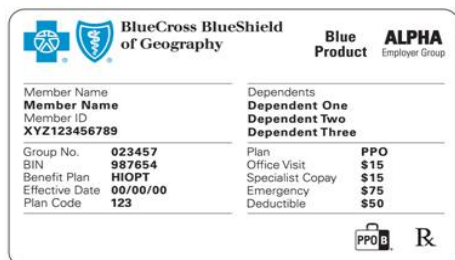 BlueCross BlueShield
of Geography
Blue
Product
ALPHA
Employer Group
Member Name
Member Name
Member ID
XYZ123456789
Dependents
Dependent One
Dependent Two
Dependent Three
Group No. 023457
BIN 987654
Benefit Plan HIOPT
Effective Date 00/00/00
Plan Code 123
Plan PPO
Office Visit $15
Specialist Copay $15
Emergency $75
Deductible $50
PPO B
Rx